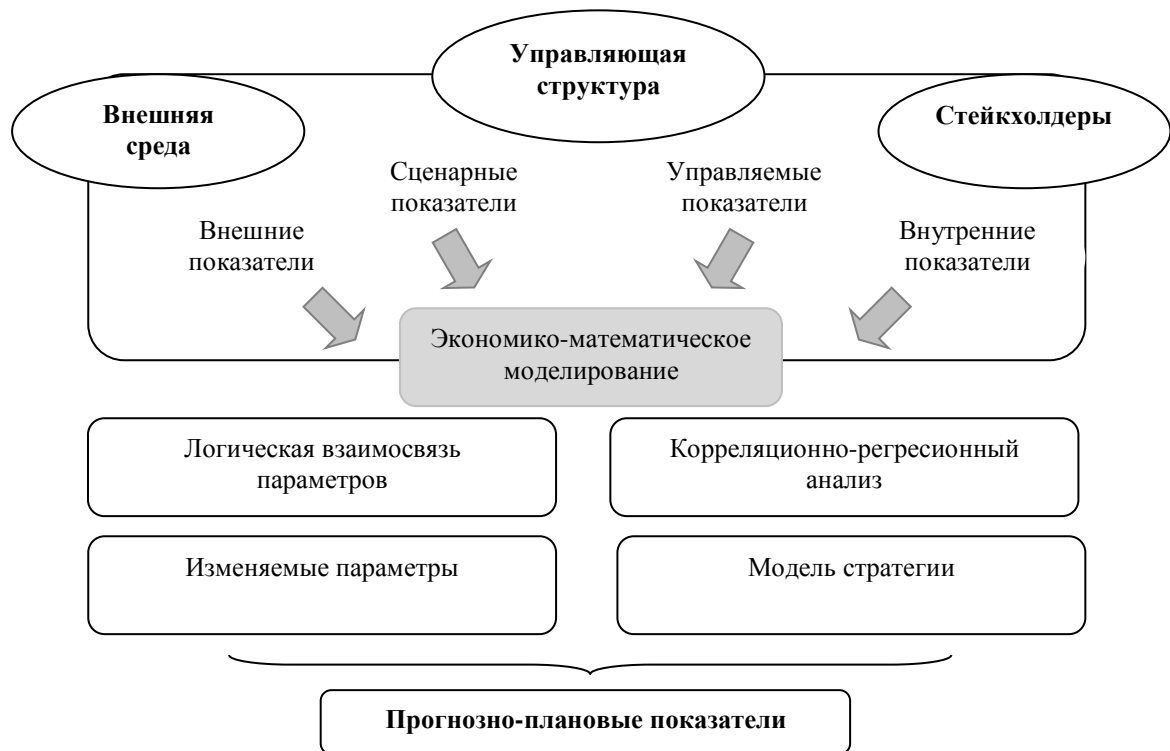 Управляющая
структура
Внешняя
среда
Стейкхолдеры
Сценарные
показатели
Управляемые
показатели
Внешние
показатели
Внутренние
показатели
Экономико-математическое
моделирование
Логическая взаимосвязь
параметров
Корреляционно-регресионный
анализ
Изменяемые параметры
Модель стратегии
Прогнозно-плановые показатели